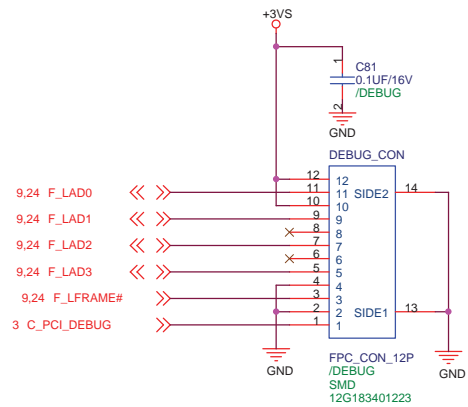 +3VS
1
C81
0.1UF/16V
/DEBUG
2
GND
DEBUG_CON
12 12
9,24 F_LAD0 11 11 SIDE2 14
10 10
9,24 F_LAD1 9 9
8 8
9,24 F_LAD2 7 7
6 6
9,24 F_LAD3 5 5
4 4
9,24 F_LFRAME# 3 3
2 2 SIDE1 13
3 C_PCI_DEBUG 1 1
GND
GND
FPC_CON_12P
/DEBUG
SMD
12G183401223